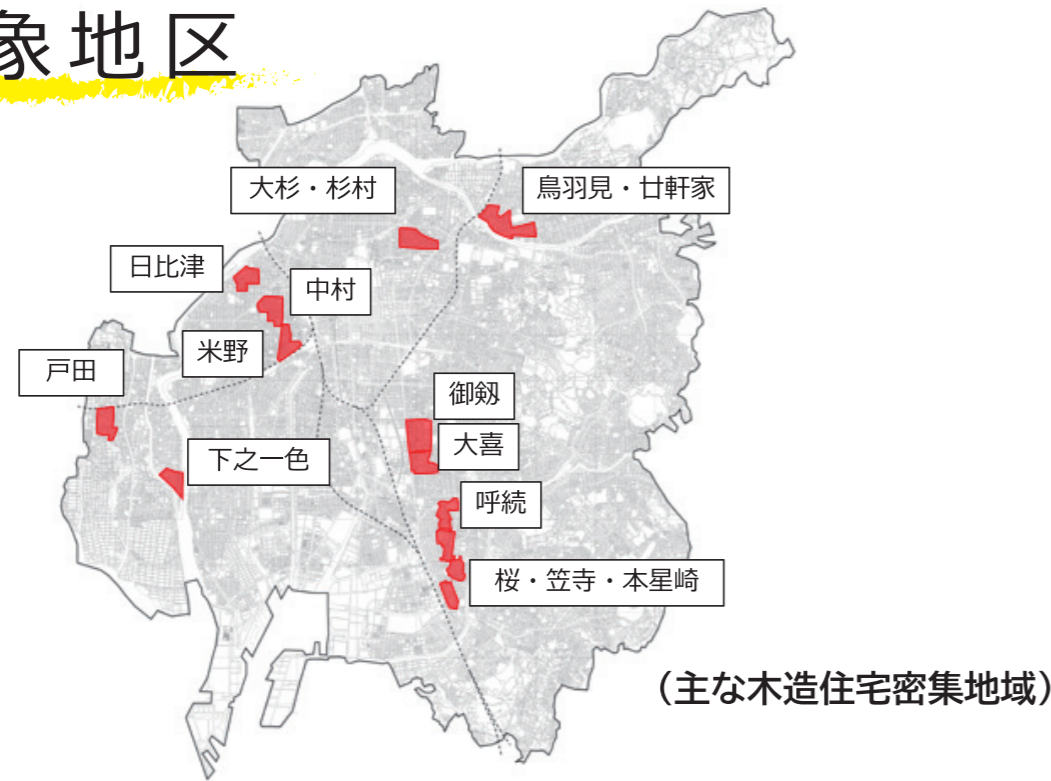 象地区
大杉・杉村
鳥羽見・廿軒家
日比津
中村
米野
戸田
御剱
大喜
下之一色
呼続
桜・笠寺・本星崎
（主な木造住宅密集地域）